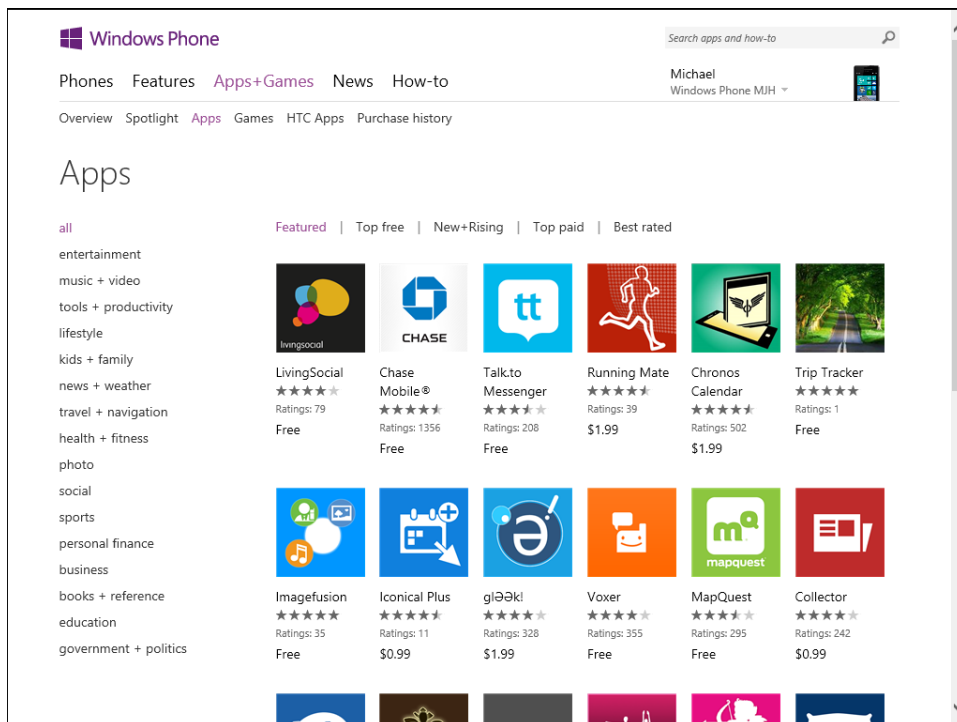 Windows Phone
Search apps and how-to
Phones Features Apps+Games News How-to
Michael
Windows Phone MJH
Overview Spotlight Apps Games HTC Apps Purchase history
Apps
all
entertainment
music + video
tools + productivity
lifestyle
kids + family
news + weather
travel + navigation
health + fitness
photo
social
sports
personal finance
business
books + reference
education
government + politics
Featured | Top free | New+Rising | Top paid | Best rated
livingsocial
CHASE
tt
LivingSocial
Ratings: 79
Free
Chase
Mobile®
Ratings: 1356
Free
Talk.to
Messenger
Ratings: 208
Free
Running Mate
Ratings: 39
$1.99
Chronos
Calendar
Ratings: 502
$1.99
Trip Tracker
Ratings: 1
Free
ə!
mq
mapquest
Imagefusion
Ratings: 35
Free
Iconical Plus
Ratings: 11
$0.99
glƏƏk!
Ratings: 328
$1.99
Voxer
Ratings: 355
Free
MapQuest
Ratings: 295
Free
Collector
Ratings: 242
$0.99